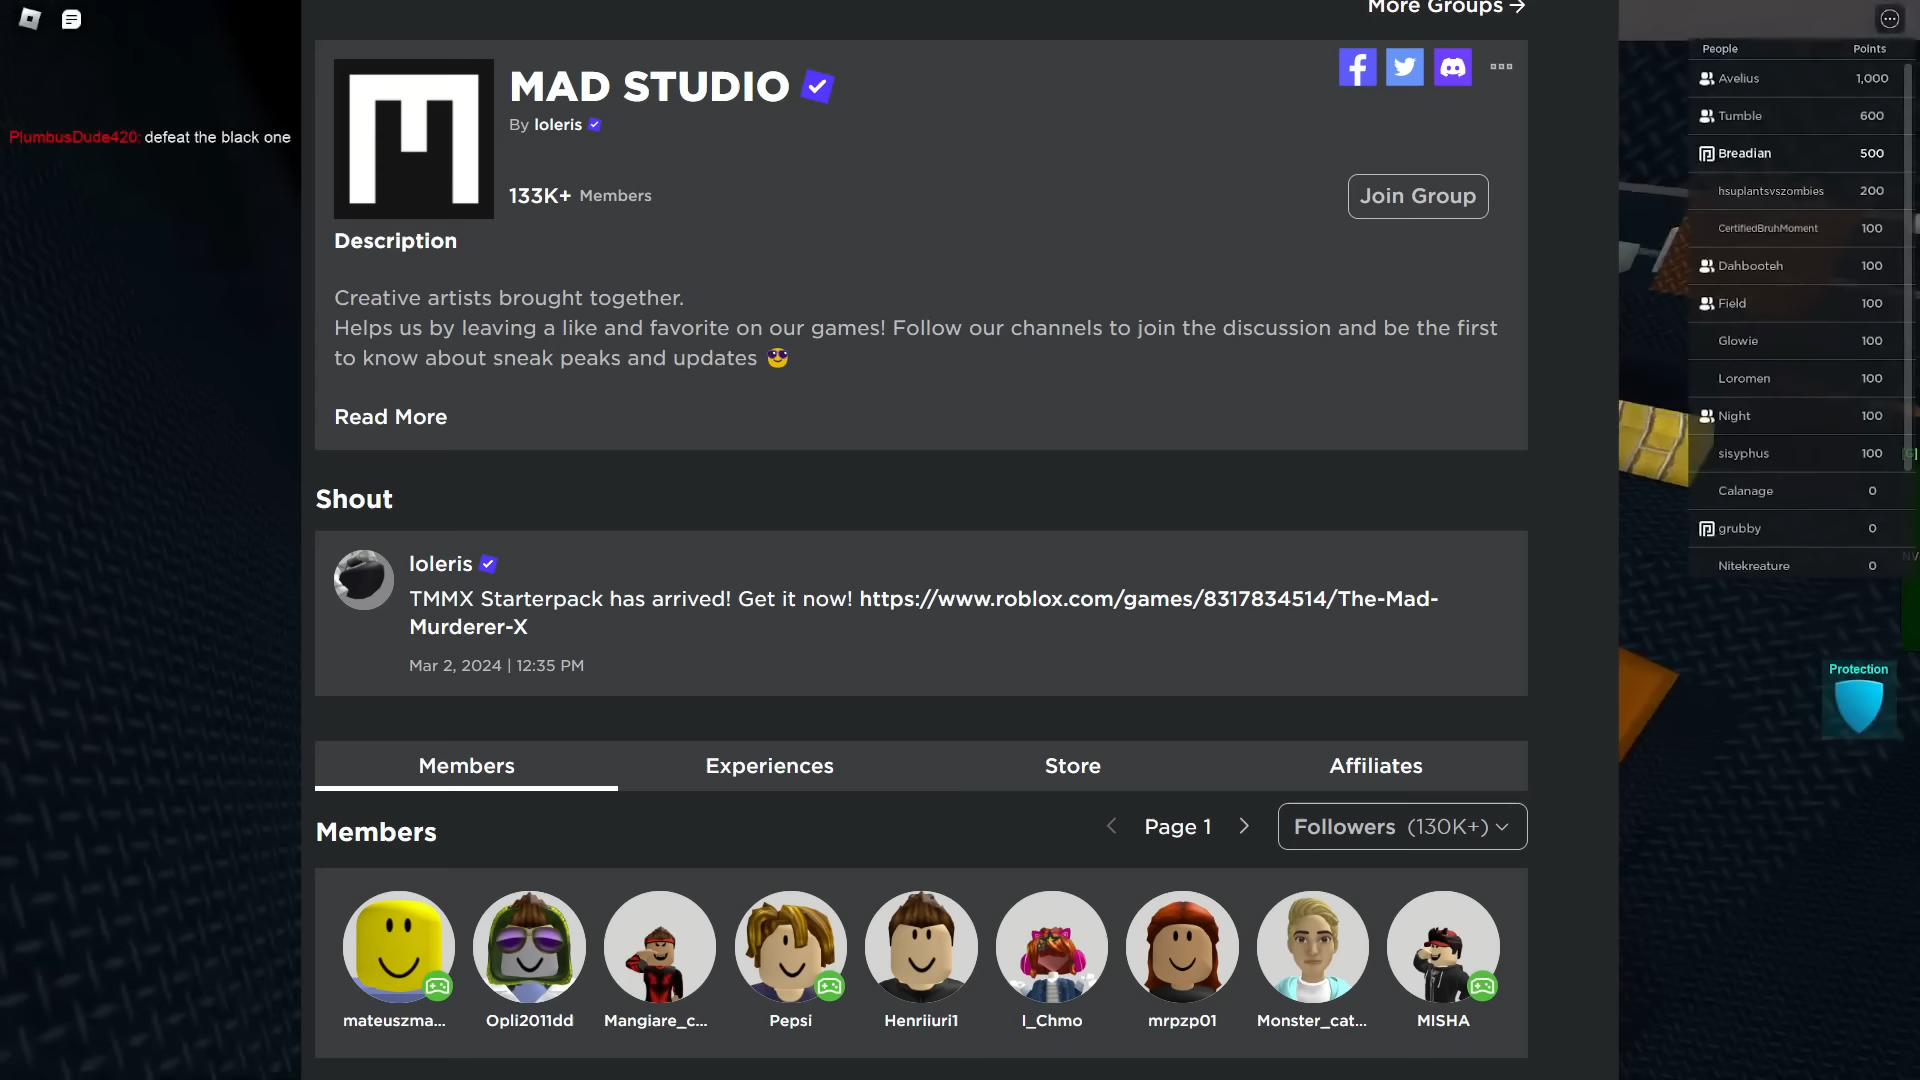 More Groups
MAD STUDIO
By loleris
133K+ Members
Join Group
Description
Creative artists brought together.
Helps us by leaving a like and favorite on our games! Follow our channels to join the discussion and be the first
to know about sneak peaks and updates 😎
Read More
Shout
loleris
TMMX Starterpack has arrived! Get it now! https://www.roblox.com/games/8317834514/The-Mad-
Murderer-X
Mar 2, 2024 | 12:35 PM
Members Experiences Store Affiliates
Members
Page 1
Followers (130K+)
mateuszma...
Opli2011dd
Mangiare_c...
Pepsi
Henriiuri1
I_Chmo
mrpzp01
Monster_cat...
MISHA
PlumbusDude420: defeat the black one
People Points
Avelius 1,000
Tumble 600
Breadian 500
hsuplantsvszombies 200
CertifiedBruhMoment 100
Dahbooteh 100
Field 100
Glowie 100
Loromen 100
Night 100
sisyphus 100
Calanage 0
grubby 0
Nitekreature 0
Protection